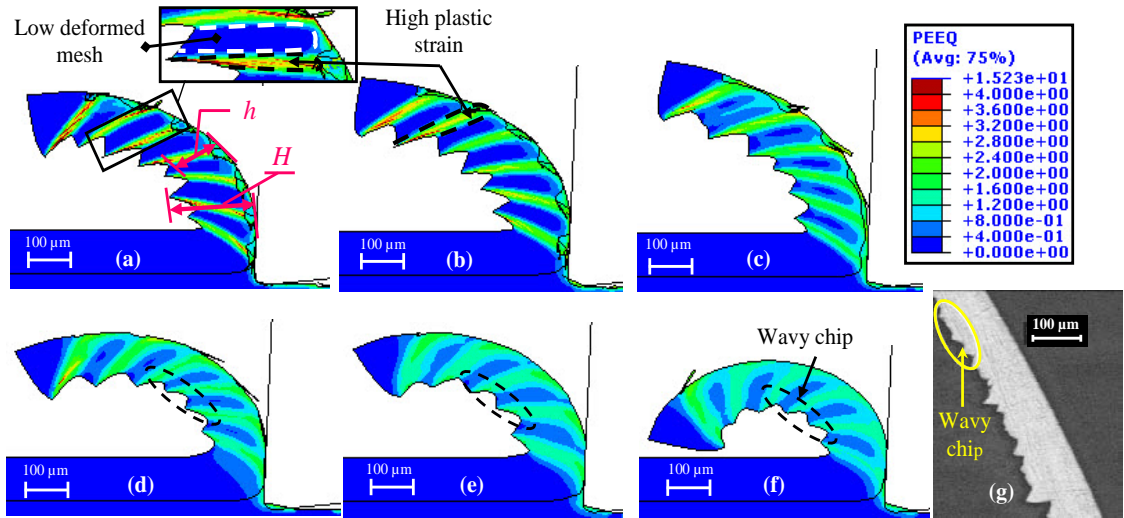 Low deformed
mesh
High plastic
strain
h
H
100 µm
(a)
100 µm
(b)
100 µm
(c)
PEEQ
(Avg: 75%)
+1.523e+01
+4.000e+00
+3.600e+00
+3.200e+00
+2.800e+00
+2.400e+00
+2.000e+00
+1.600e+00
+1.200e+00
+8.000e-01
+4.000e-01
+0.000e+00
100 µm
(d)
100 µm
(e)
Wavy chip
100 µm
(f)
100 µm
Wavy
chip
(g)